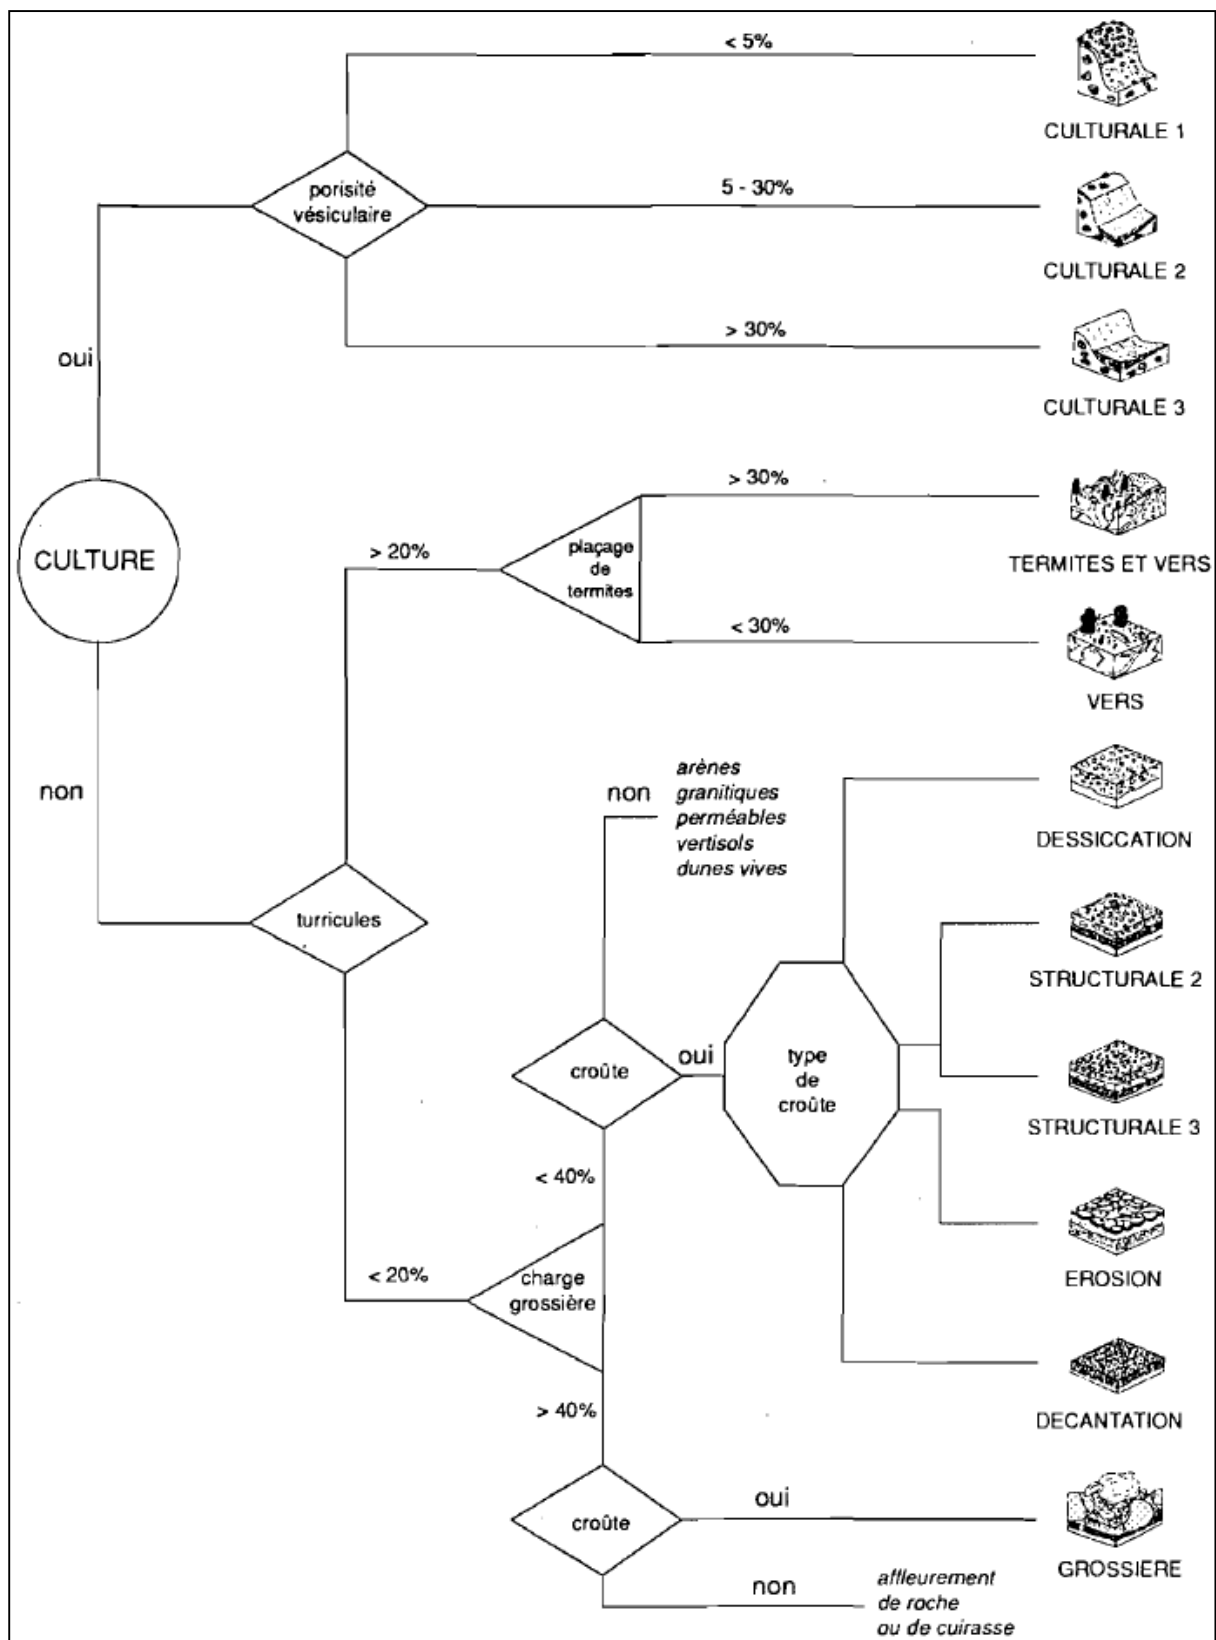 < 5%
CULTURALE 1
porisité
vésiculaire
5 - 30%
CULTURALE 2
> 30%
CULTURALE 3
oui
CULTURE
non
> 20%
plaçage
de
termites
> 30%
TERMITES ET VERS
< 30%
VERS
turricules
non
arènes
granitiques
perméables
vertisols
dunes vives
DESSICCATION
STRUCTURALE 2
croûte
oui
type
de
croûte
STRUCTURALE 3
< 40%
< 20%
charge
grossière
EROSION
> 40%
DECANTATION
croûte
oui
GROSSIERE
non
affleurement
de roche
ou de cuirasse